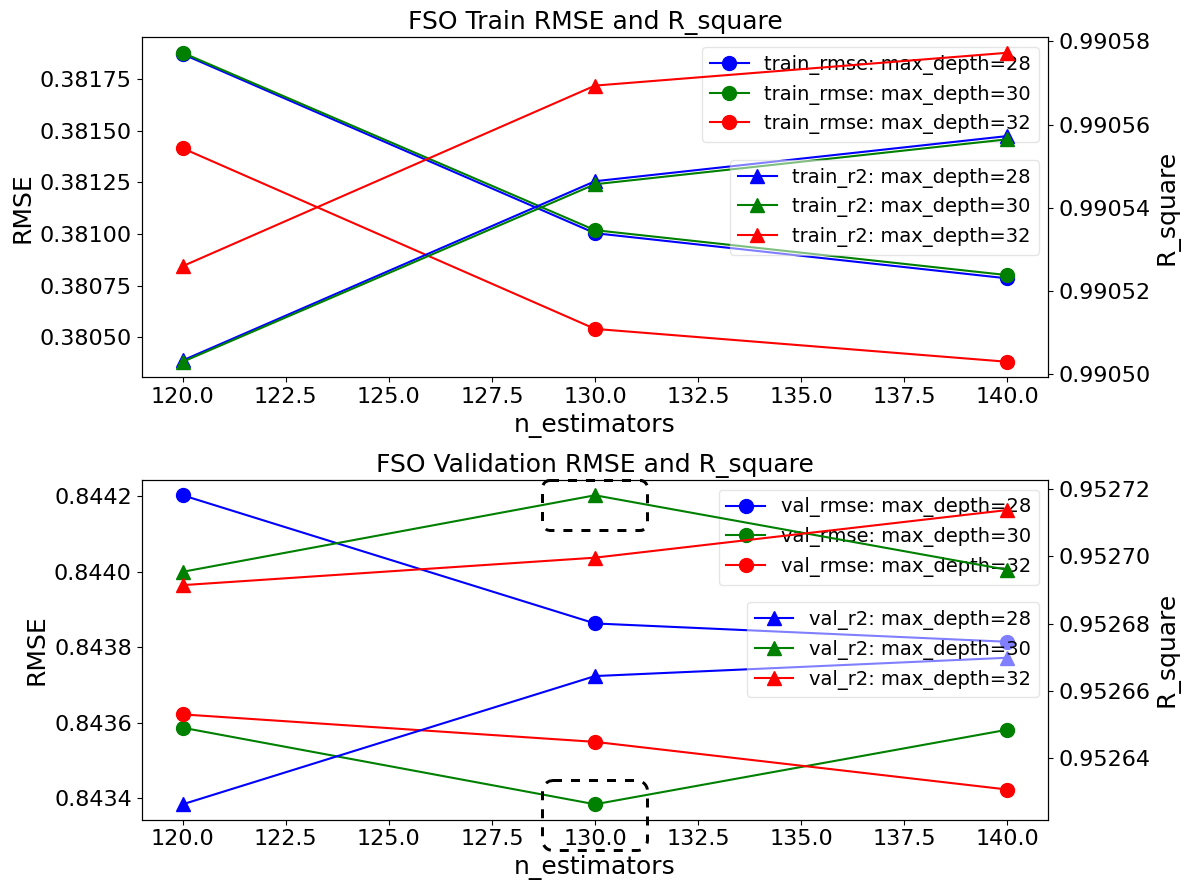 FSO Train RMSE and R_square
0.38175
0.38150
0.38125
0.38100
0.38075
0.38050
RMSE
train_rmse: max_depth=28
train_rmse: max_depth=30
train_rmse: max_depth=32
train_r2: max_depth=28
train_r2: max_depth=30
train_r2: max_depth=32
0.99058
0.99056
0.99054
0.99052
0.99050
R_square
120.0 122.5 125.0 127.5 130.0 132.5 135.0 137.5 140.0
n_estimators
FSO Validation RMSE and R_square
0.8442
0.8440
0.8438
0.8436
0.8434
RMSE
val_rmse: max_depth=28
val_rmse: max_depth=30
val_rmse: max_depth=32
val_r2: max_depth=28
val_r2: max_depth=30
val_r2: max_depth=32
0.95272
0.95270
0.95268
0.95266
0.95264
R_square
120.0 122.5 125.0 127.5 130.0 132.5 135.0 137.5 140.0
n_estimators